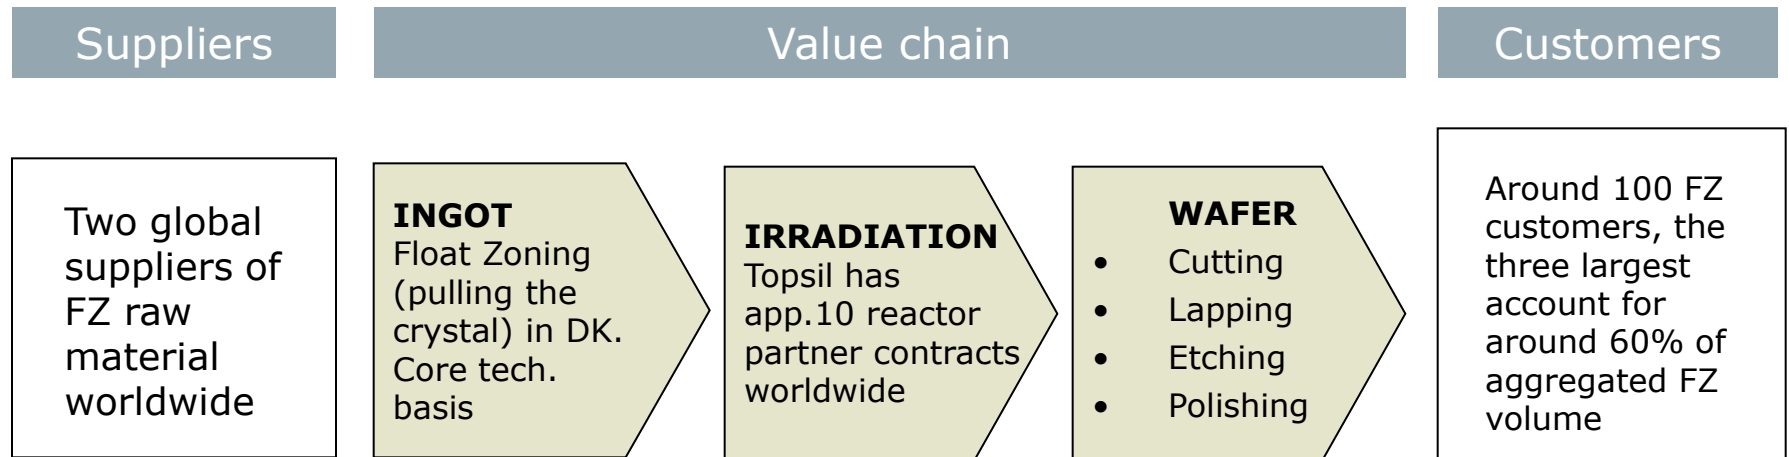 Suppliers
Value chain
Customers
Two global
suppliers of
FZ raw
material
worldwide
INGOT
Float Zoning
(pulling the
crystal) in DK.
Core tech.
basis
IRRADIATION
Topsil has
app.10 reactor
partner contracts
worldwide
WAFER
• Cutting
• Lapping
• Etching
• Polishing
Around 100 FZ
customers, the
three largest
account for
around 60% of
aggregated FZ
volume